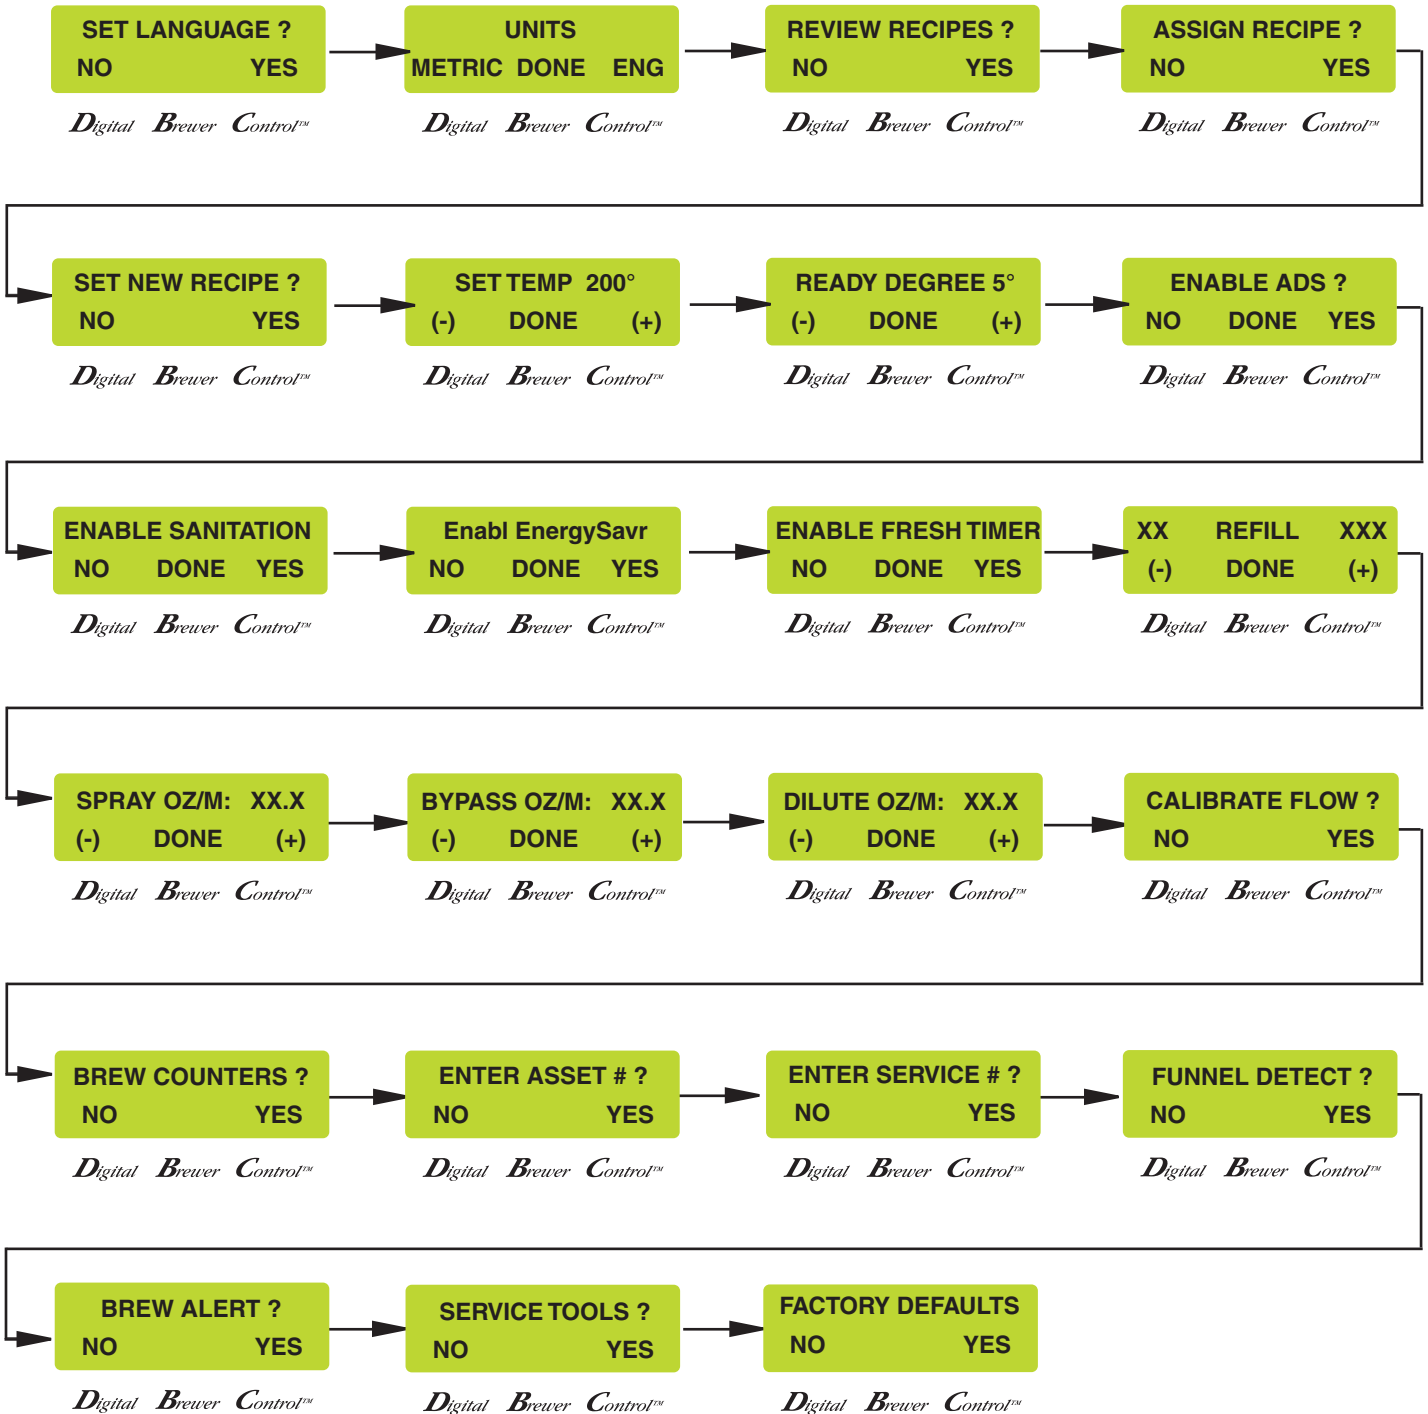 SET LANGUAGE ?
NO YES
Digital Brewer Control™
UNITS
METRIC DONE ENG
Digital Brewer Control™
REVIEW RECIPES ?
NO YES
Digital Brewer Control™
ASSIGN RECIPE ?
NO YES
Digital Brewer Control™
SET NEW RECIPE ?
NO YES
Digital Brewer Control™
SET TEMP 200°
(-) DONE (+)
Digital Brewer Control™
READY DEGREE 5°
(-) DONE (+)
Digital Brewer Control™
ENABLE ADS ?
NO DONE YES
Digital Brewer Control™
ENABLE SANITATION
NO DONE YES
Digital Brewer Control™
Enabl EnergySavr
NO DONE YES
Digital Brewer Control™
ENABLE FRESH TIMER
NO DONE YES
Digital Brewer Control™
XX REFILL XXX
(-) DONE (+)
Digital Brewer Control™
SPRAY OZ/M: XX.X
(-) DONE (+)
Digital Brewer Control™
BYPASS OZ/M: XX.X
(-) DONE (+)
Digital Brewer Control™
DILUTE OZ/M: XX.X
(-) DONE (+)
Digital Brewer Control™
CALIBRATE FLOW ?
NO YES
Digital Brewer Control™
BREW COUNTERS ?
NO YES
Digital Brewer Control™
ENTER ASSET # ?
NO YES
Digital Brewer Control™
ENTER SERVICE # ?
NO YES
Digital Brewer Control™
FUNNEL DETECT ?
NO YES
Digital Brewer Control™
BREW ALERT ?
NO YES
Digital Brewer Control™
SERVICE TOOLS ?
NO YES
Digital Brewer Control™
FACTORY DEFAULTS
NO YES
Digital Brewer Control™